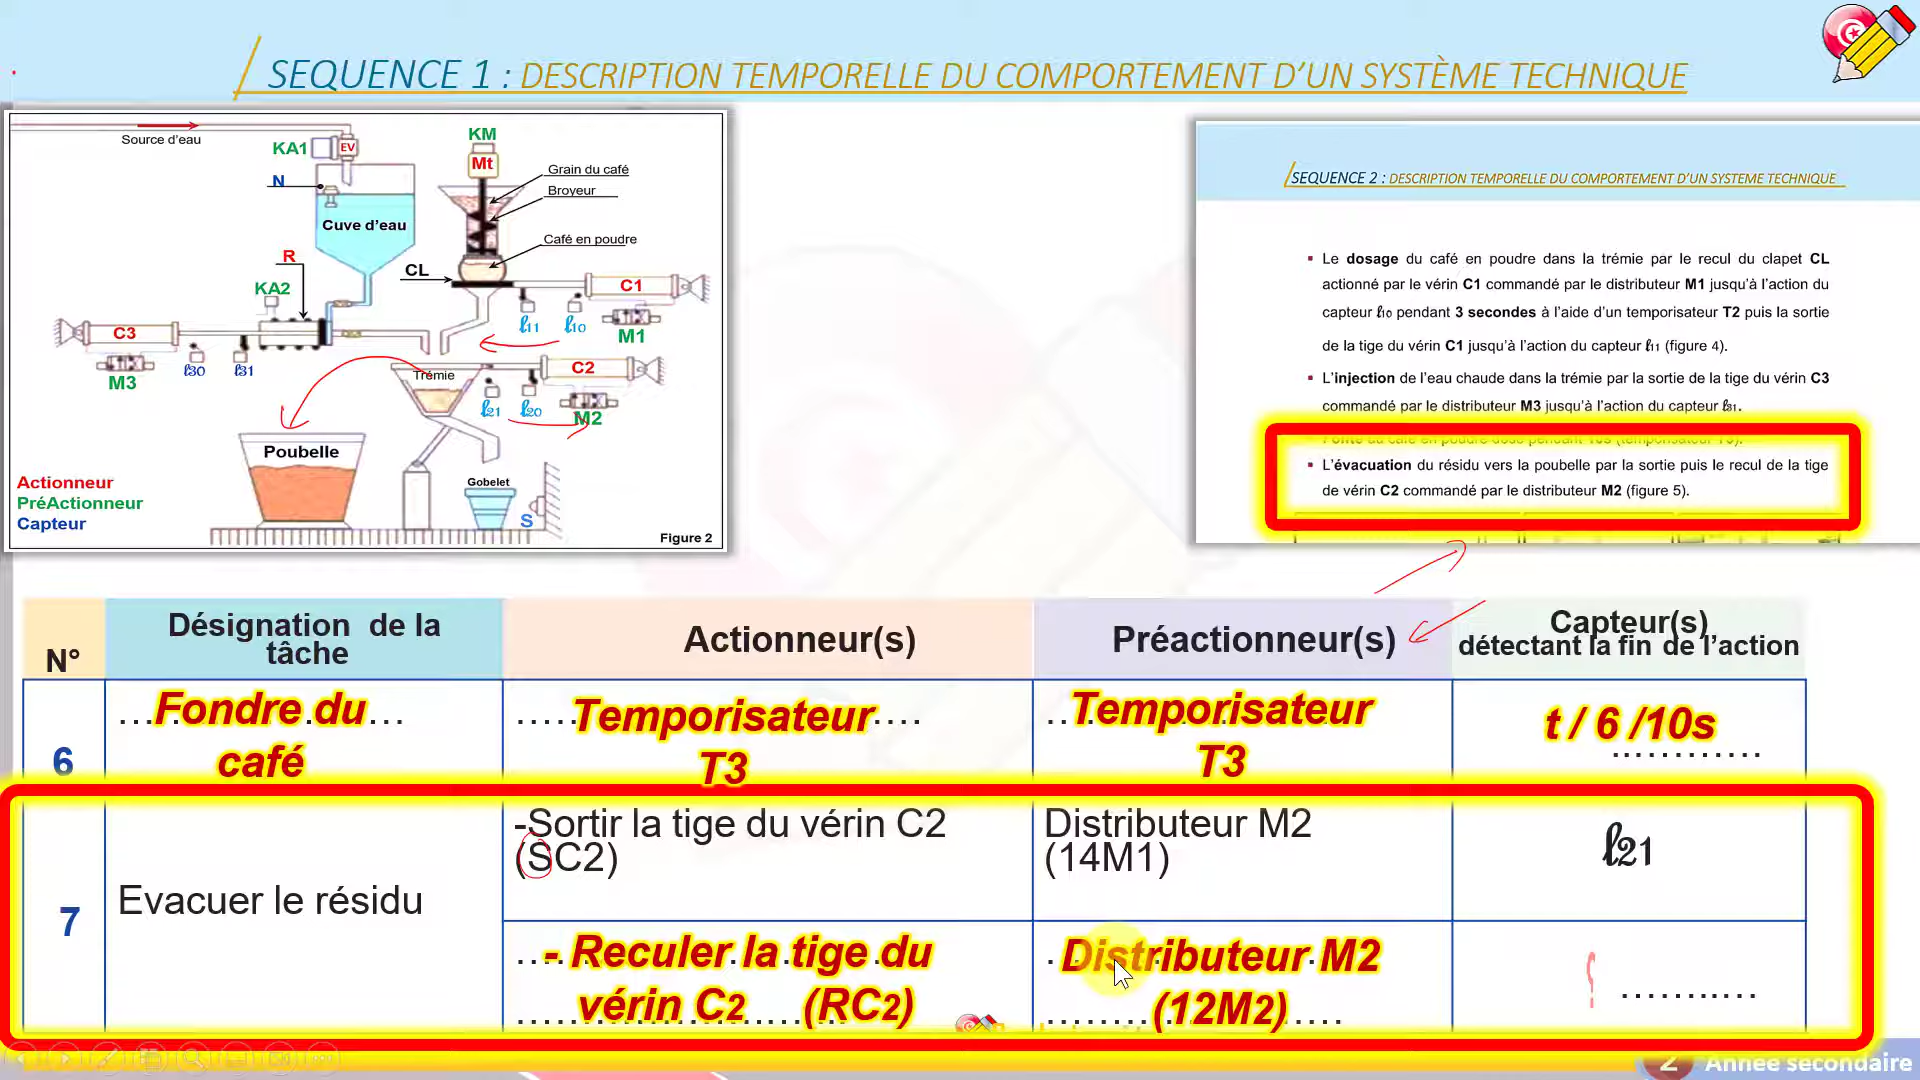 SEQUENCE 1 : DESCRIPTION TEMPORELLE DU COMPORTEMENT D'UN SYSTÈME TECHNIQUE
Source d'eau
KA1
EV
N
Cuve d'eau
KM
Mt
Grain du café
Broyeur
Café en poudre
R
KA2
CL
C1
ℓ11
ℓ10
M1
C3
M3
ℓ30
ℓ31
Trémie
C2
ℓ21
ℓ20
M2
Poubelle
Gobelet
S
Actionneur
PréActionneur
Capteur
Figure 2
SEQUENCE 2 : DESCRIPTION TEMPORELLE DU COMPORTEMENT D'UN SYSTEME TECHNIQUE
▪ Le dosage du café en poudre dans la trémie par le recul du clapet CL
actionné par le vérin C1 commandé par le distributeur M1 jusqu'à l'action du
capteur ℓ10 pendant 3 secondes à l'aide d'un temporisateur T2 puis la sortie
de la tige du vérin C1 jusqu'à l'action du capteur ℓ11 (figure 4).
▪ L'injection de l'eau chaude dans la trémie par la sortie de la tige du vérin C3
commandé par le distributeur M3 jusqu'à l'action du capteur ℓ31.
▪ L'évacuation du résidu vers la poubelle par la sortie puis le recul de la tige
de vérin C2 commandé par le distributeur M2 (figure 5).
N°
Désignation de la
tâche
Actionneur(s)
Préactionneur(s)
Capteur(s)
détectant la fin de l'action
6
Fondre du
café
Temporisateur
T3
Temporisateur
T3
t / 6 /10s
7
Evacuer le résidu
-Sortir la tige du vérin C2
(SC2)
Distributeur M2
(14M1)
ℓ21
- Reculer la tige du
vérin C2 (RC2)
Distributeur M2
(12M2)
2 Année secondaire